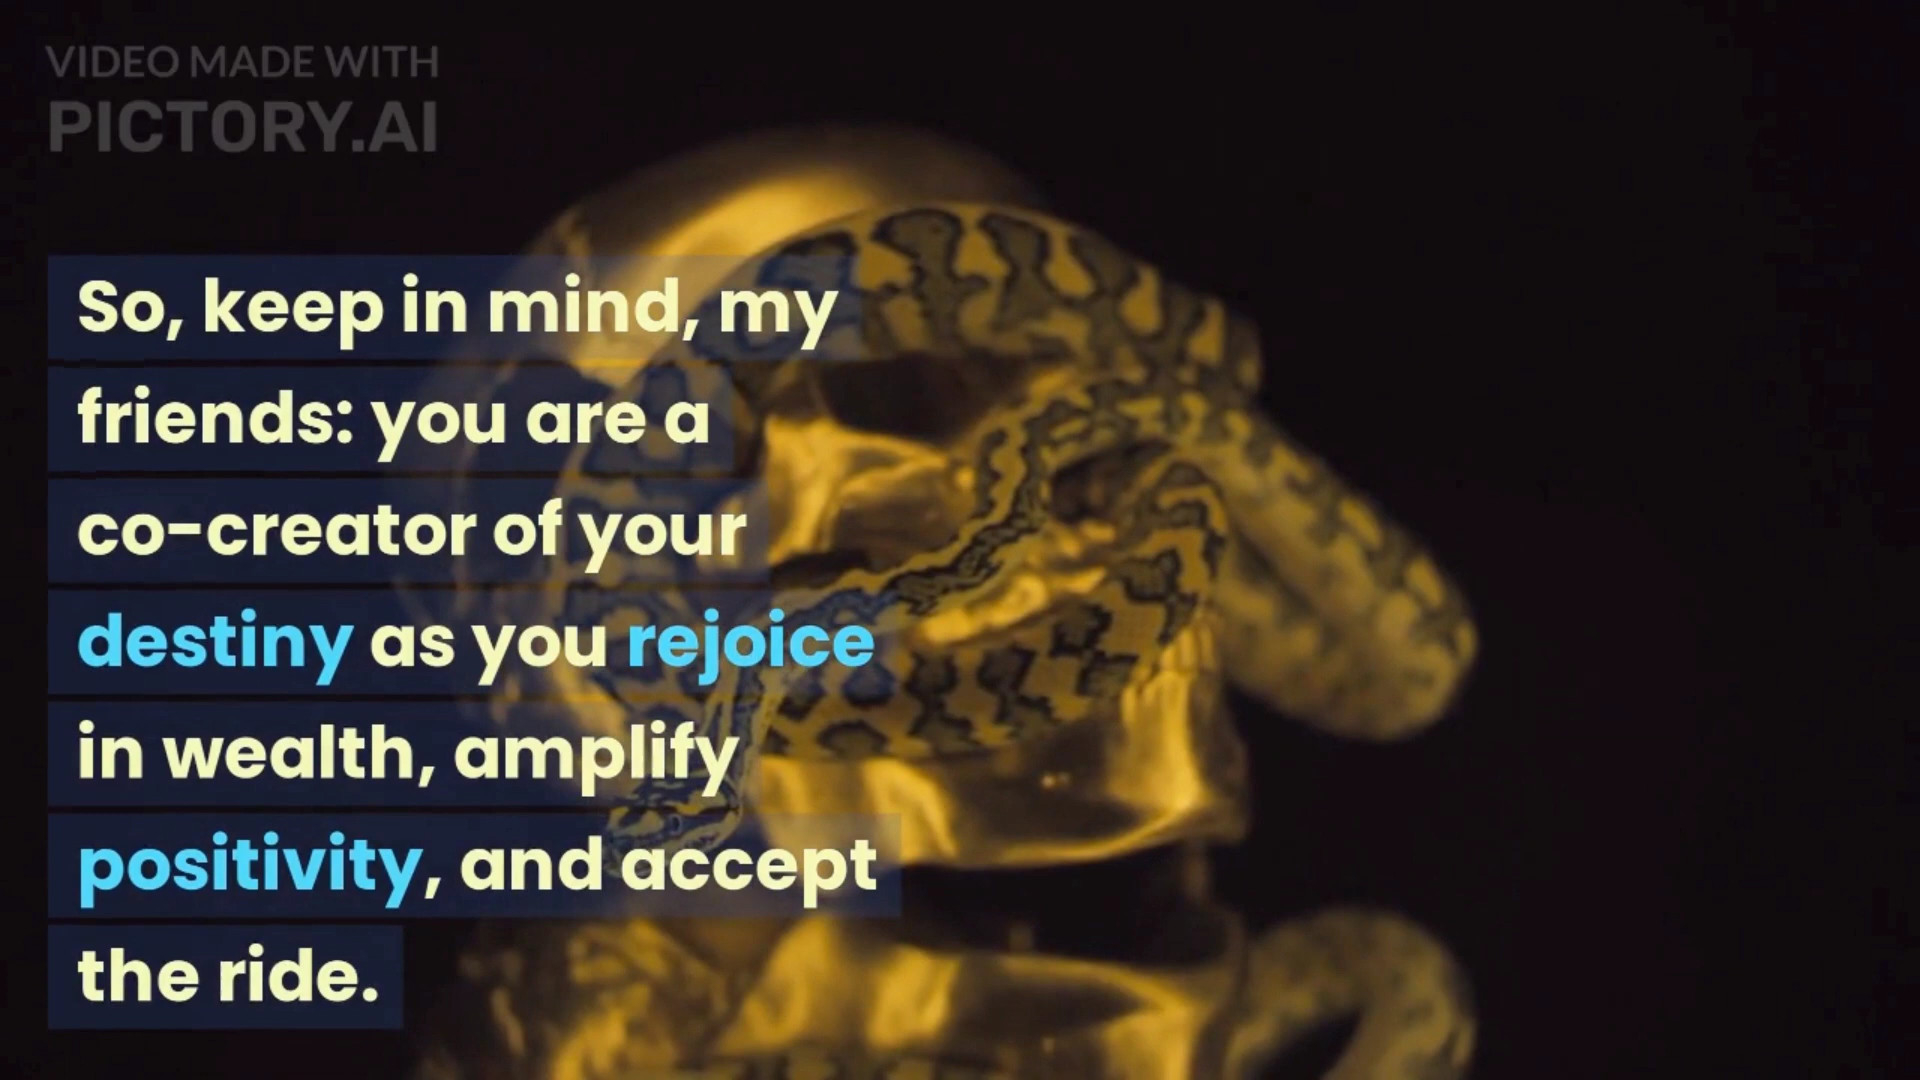 VIDEO MADE WITH
PICTORY.AI
So, keep in mind, my
friends: you are a
co-creator of your
destiny as you rejoice
in wealth, amplify
positivity, and accept
the ride.